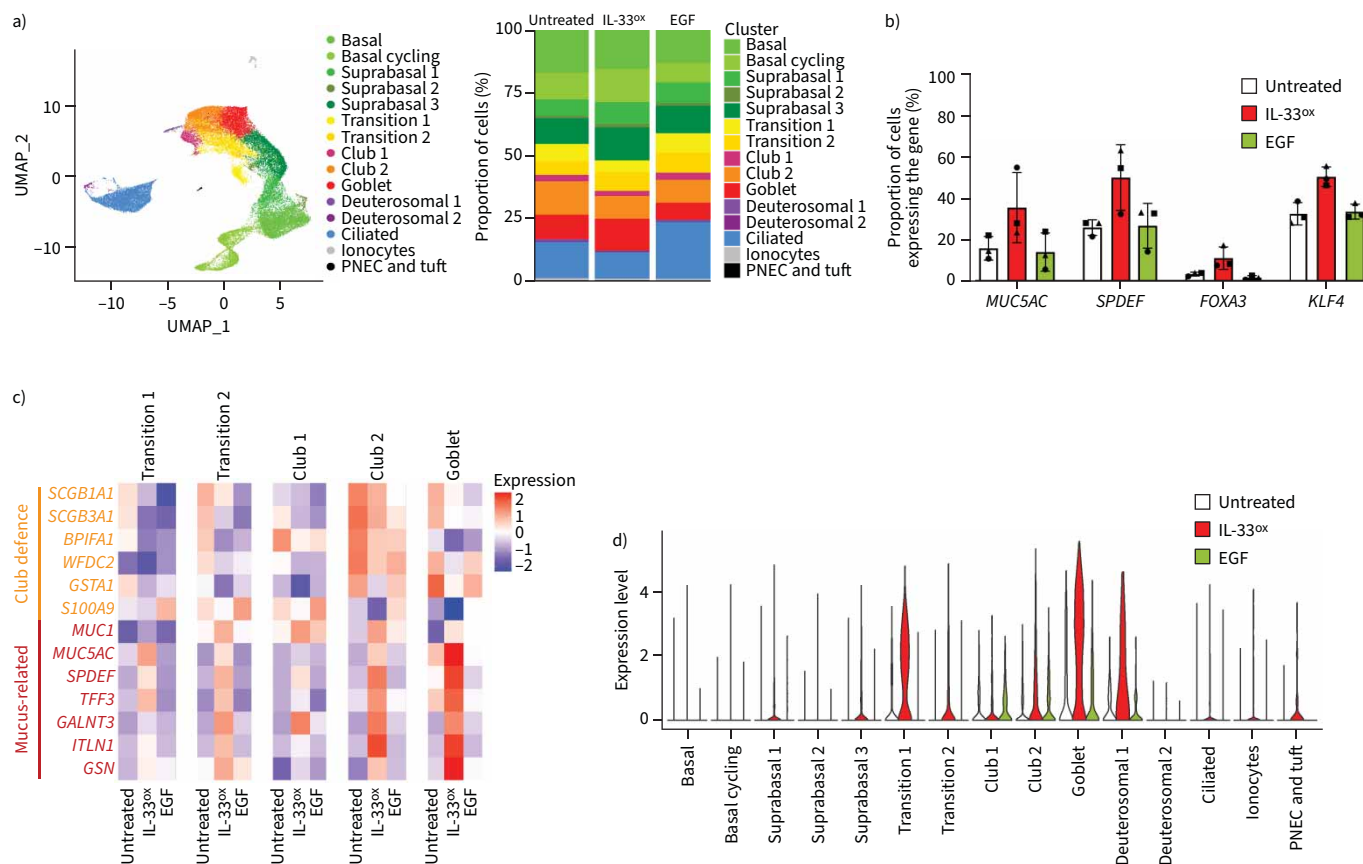 a)
UMAP_2
10
0
−10
−10
−5
0
5
UMAP_1
Basal
Basal cycling
Suprabasal 1
Suprabasal 2
Suprabasal 3
Transition 1
Transition 2
Club 1
Club 2
Goblet
Deuterosomal 1
Deuterosomal 2
Ciliated
Ionocytes
PNEC and tuft
Proportion of cells (%)
100
75
50
25
0
Untreated IL-33ᵒˣ EGF
Cluster
Basal
Basal cycling
Suprabasal 1
Suprabasal 2
Suprabasal 3
Transition 1
Transition 2
Club 1
Club 2
Goblet
Deuterosomal 1
Deuterosomal 2
Ciliated
Ionocytes
PNEC and tuft
b)
Proportion of cells
expressing the gene (%)
100
80
60
40
20
0
MUC5AC SPDEF FOXA3 KLF4
Untreated
IL-33ᵒˣ
EGF
c)
Transition 1
Transition 2
Club 1
Club 2
Goblet
Club defence
SCGB1A1
SCGB3A1
BPIFA1
WFDC2
GSTA1
S100A9
Mucus-related
MUC1
MUC5AC
SPDEF
TFF3
GALNT3
ITLN1
GSN
Untreated
IL-33ᵒˣ
EGF
Untreated
IL-33ᵒˣ
EGF
Untreated
IL-33ᵒˣ
EGF
Untreated
IL-33ᵒˣ
EGF
Untreated
IL-33ᵒˣ
EGF
Expression
2
1
0
−1
−2
d)
Untreated
IL-33ᵒˣ
EGF
Expression level
4
2
0
Basal
Basal cycling
Suprabasal 1
Suprabasal 2
Suprabasal 3
Transition 1
Transition 2
Club 1
Club 2
Goblet
Deuterosomal 1
Deuterosomal 2
Ciliated
Ionocytes
PNEC and tuft